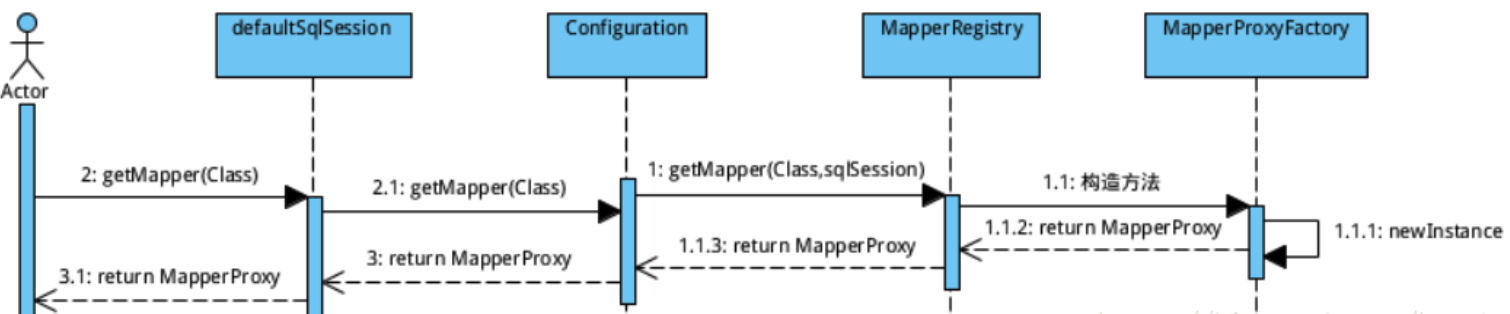 defaultSqlSession
Configuration
MapperRegistry
MapperProxyFactory
Actor
2: getMapper(Class)
2.1: getMapper(Class)
1: getMapper(Class,sqlSession)
1.1: 构造方法
1.1.1: newInstance
1.1.2: return MapperProxy
1.1.3: return MapperProxy
3: return MapperProxy
3.1: return MapperProxy